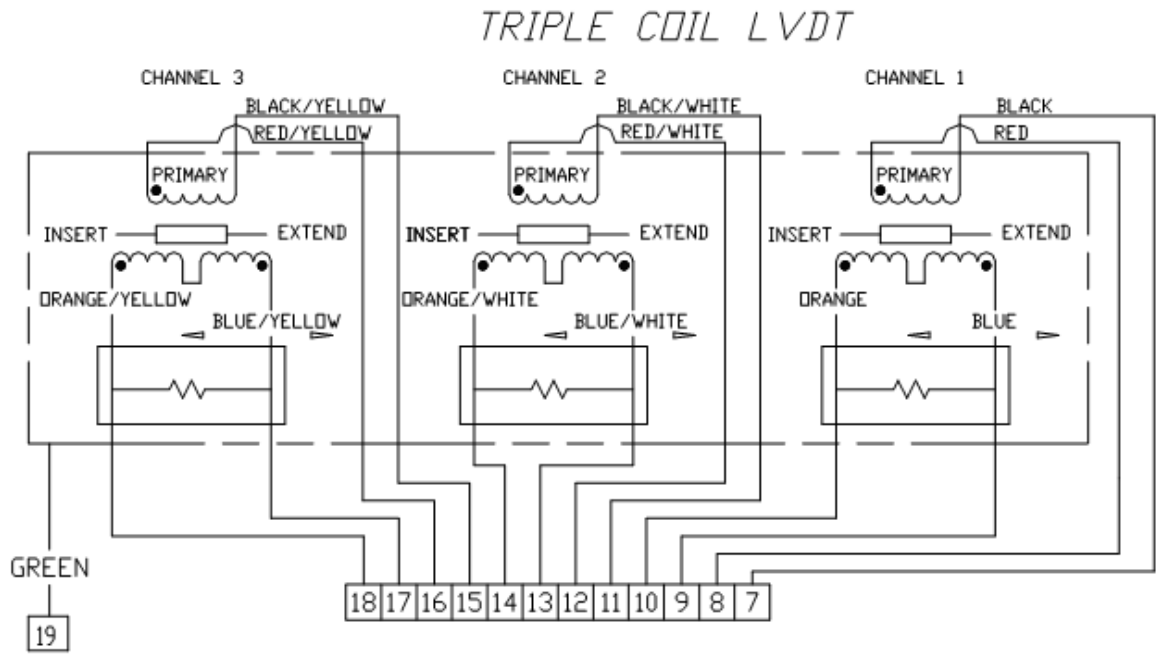 TRIPLE COIL LVDT
CHANNEL 3
CHANNEL 2
CHANNEL 1
BLACK/YELLOW
BLACK/WHITE
BLACK
RED/YELLOW
RED/WHITE
RED
PRIMARY
PRIMARY
PRIMARY
INSERT
EXTEND
INSERT
EXTEND
INSERT
EXTEND
ORANGE/YELLOW
ORANGE/WHITE
ORANGE
BLUE/YELLOW
BLUE/WHITE
BLUE
GREEN
18 17 16 15 14 13 12 11 10 9 8 7
19